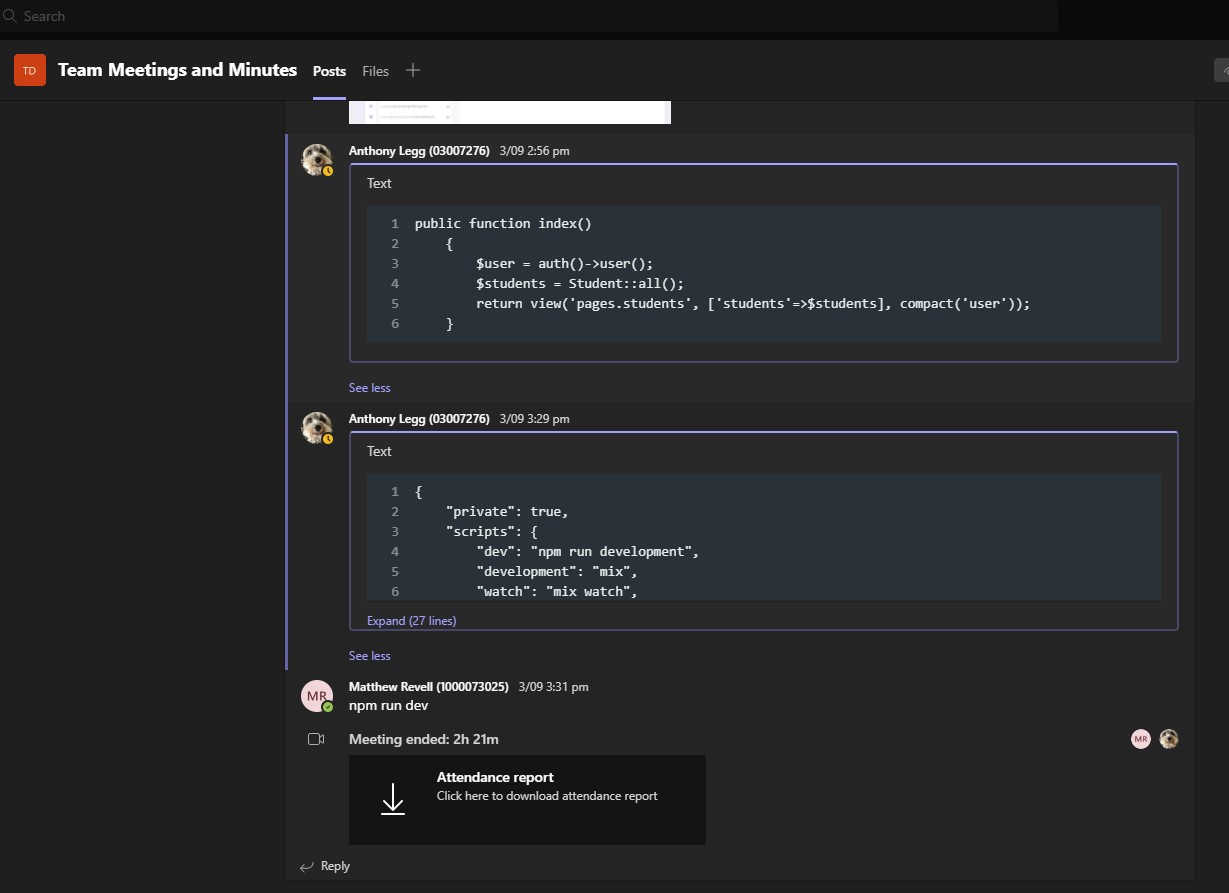 Search
TD
Team Meetings and Minutes Posts Files
Anthony Legg (03007276) 3/09 2:56 pm
Text
1 public function index()
2 {
3 $user = auth()->user();
4 $students = Student::all();
5 return view('pages.students', ['students'=>$students], compact('user'));
6 }
See less
Anthony Legg (03007276) 3/09 3:29 pm
Text
1 {
2 "private": true,
3 "scripts": {
4 "dev": "npm run development",
5 "development": "mix",
6 "watch": "mix watch",
Expand (27 lines)
See less
MR
Matthew Revell (1000073025) 3/09 3:31 pm
npm run dev
Meeting ended: 2h 21m
MR
Attendance report
Click here to download attendance report
Reply